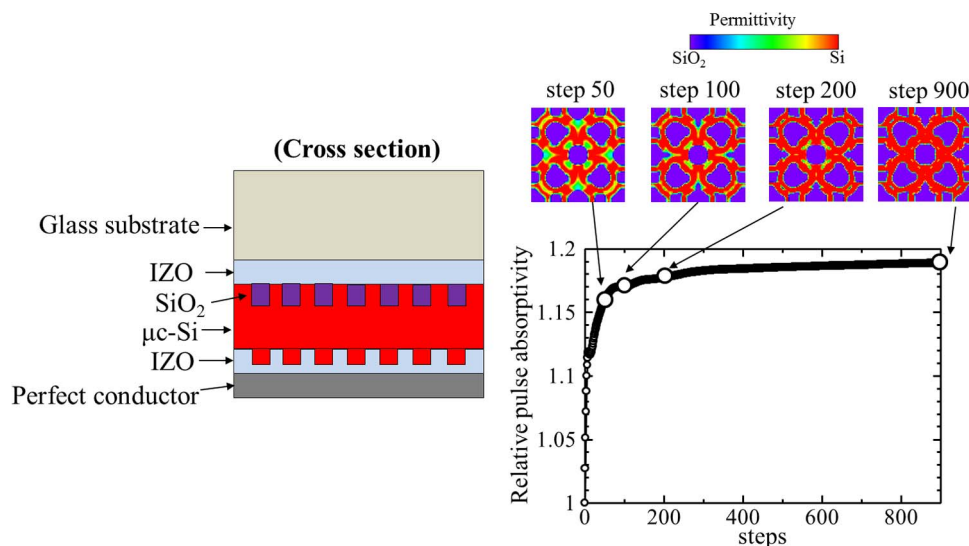 (Cross section)
Glass substrate
IZO
SiO₂
μc-Si
IZO
Perfect conductor
Permittivity
SiO₂ Si
step 50 step 100 step 200 step 900
Relative pulse absorptivity
1.2
1.15
1.1
1.05
1
0 200 400 600 800
steps